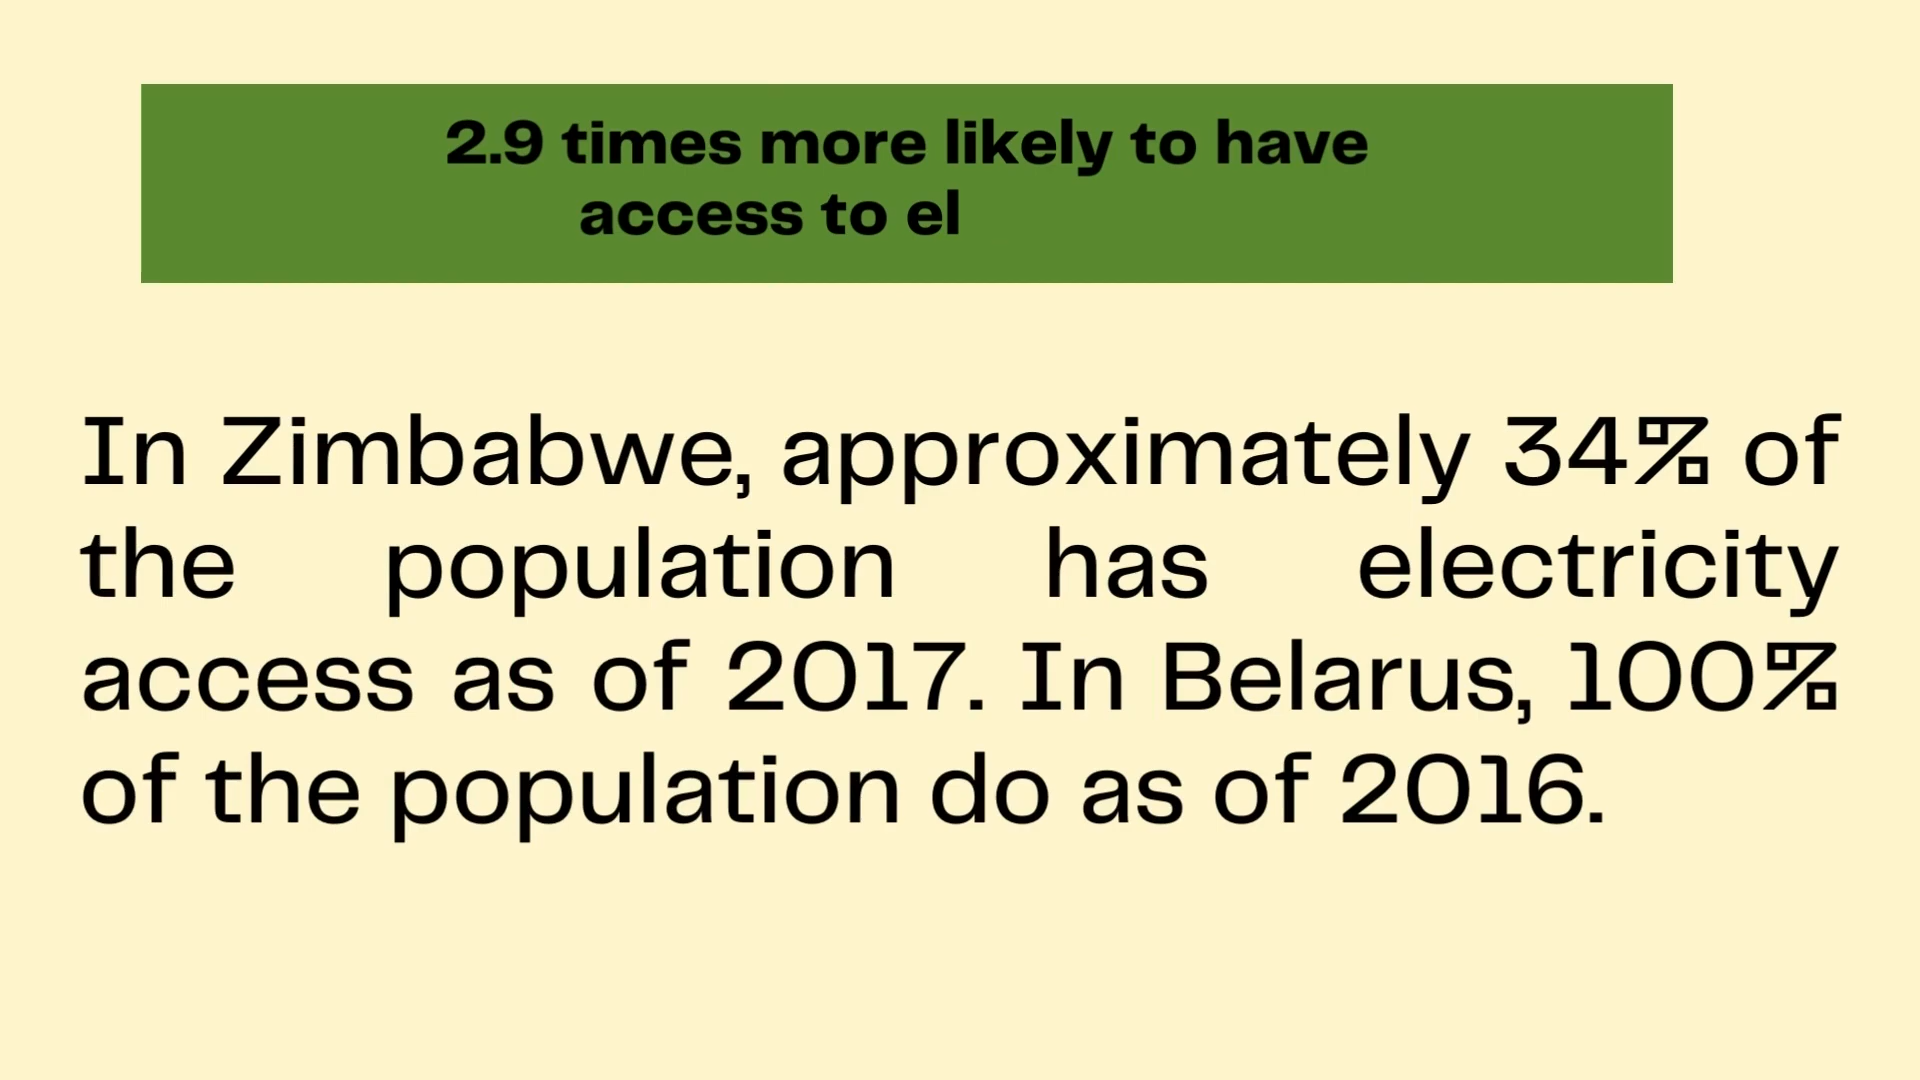 2.9 times more likely to have
access to el
In Zimbabwe, approximately 34% of
the population has electricity
access as of 2017. In Belarus, 100%
of the population do as of 2016.